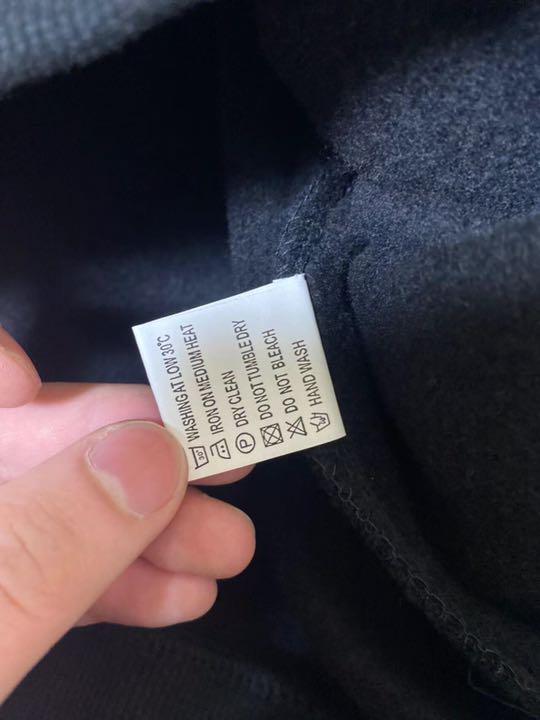 30° WASHING AT LOW 30°C
IRON ON MEDIUM HEAT
P DRY CLEAN
DO NOT TUMBLE DRY
DO NOT BLEACH
HAND WASH